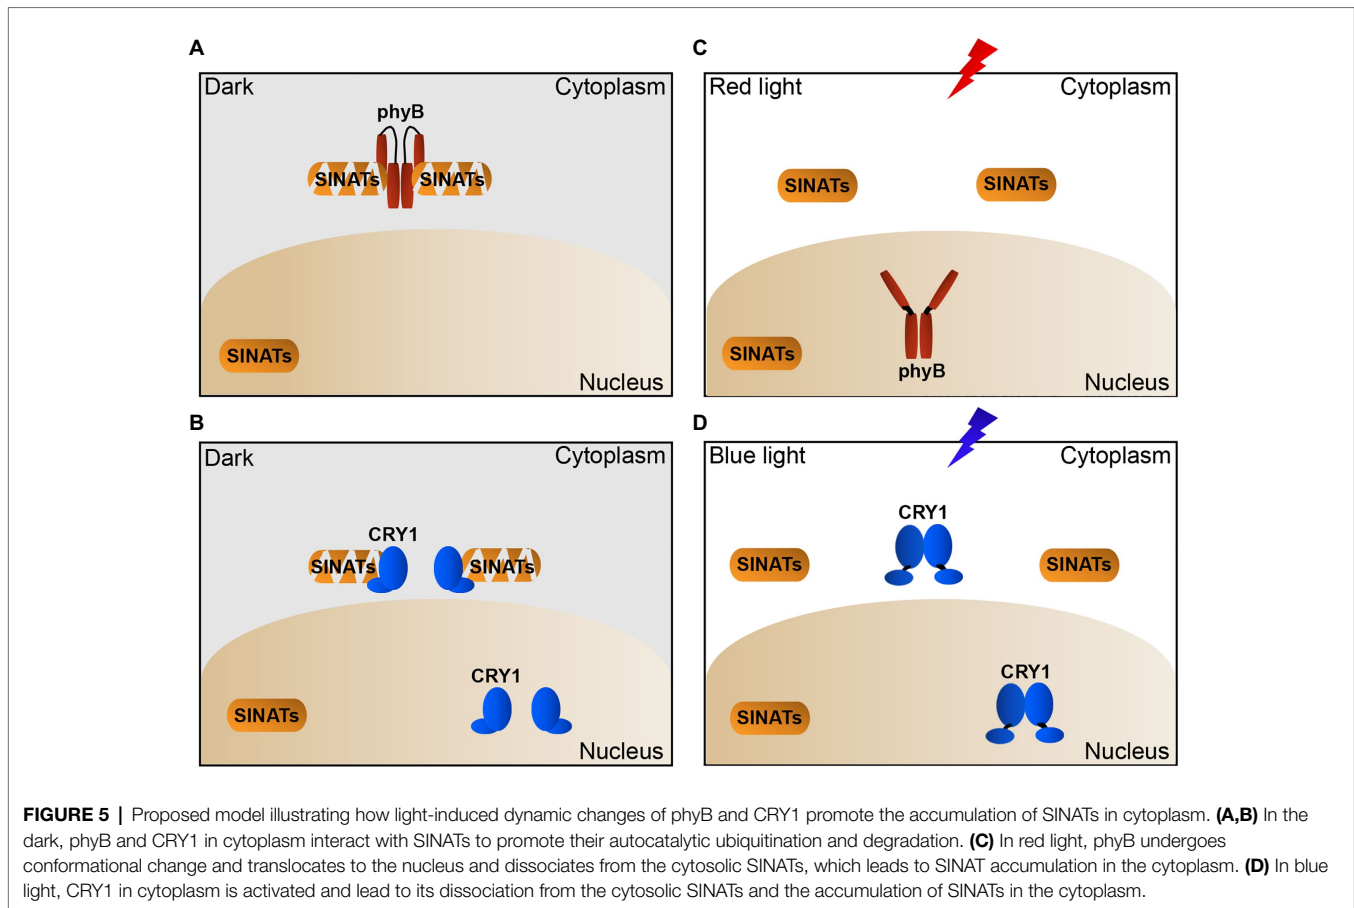 A
Dark
Cytoplasm
phyB
SINATs
SINATs
SINATs
Nucleus
C
Red light
Cytoplasm
SINATs
SINATs
SINATs
phyB
Nucleus
B
Dark
Cytoplasm
CRY1
SINATs
SINATs
CRY1
SINATs
Nucleus
D
Blue light
Cytoplasm
CRY1
SINATs
SINATs
CRY1
SINATs
Nucleus
FIGURE 5 | Proposed model illustrating how light-induced dynamic changes of phyB and CRY1 promote the accumulation of SINATs in cytoplasm. (A,B) In the
dark, phyB and CRY1 in cytoplasm interact with SINATs to promote their autocatalytic ubiquitination and degradation. (C) In red light, phyB undergoes
conformational change and translocates to the nucleus and dissociates from the cytosolic SINATs, which leads to SINAT accumulation in the cytoplasm. (D) In blue
light, CRY1 in cytoplasm is activated and lead to its dissociation from the cytosolic SINATs and the accumulation of SINATs in the cytoplasm.